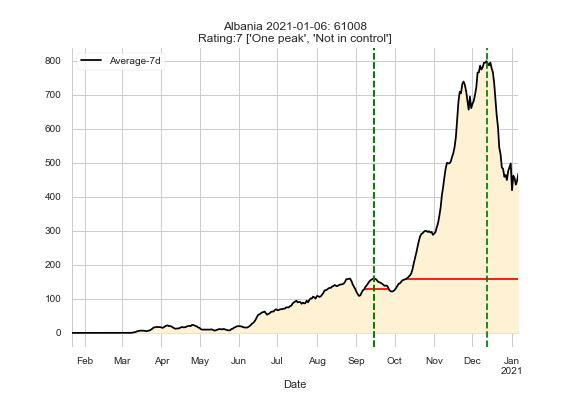 Albania 2021-01-06: 61008
Rating:7 ['One peak', 'Not in control']
Average-7d
800
700
600
500
400
300
200
100
0
Feb Mar Apr May Jun Jul Aug Sep Oct Nov Dec Jan
2021
Date